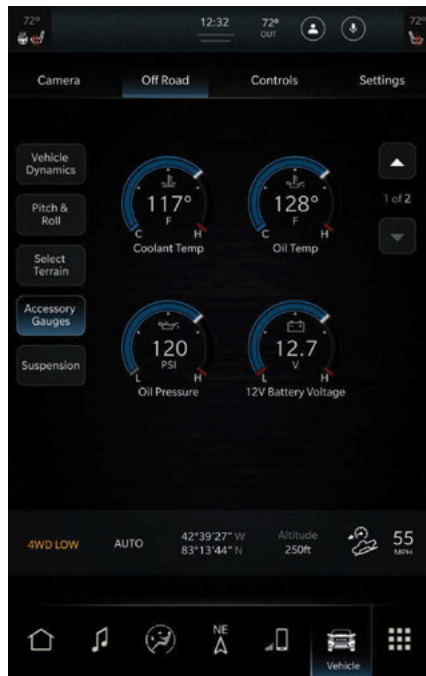 72°
12:32
72°
OUT
72°
Camera
Off Road
Controls
Settings
Vehicle
Dynamics
Pitch &
Roll
Select
Terrain
Accessory
Gauges
Suspension
117°
F
C H
Coolant Temp
128°
F
C H
Oil Temp
1 of 2
120
PSI
L H
Oil Pressure
12.7
V
L H
12V Battery Voltage
4WD LOW
AUTO
42°39'27" W
83°13'44" N
Altitude
250ft
55
MPH
NE
Vehicle